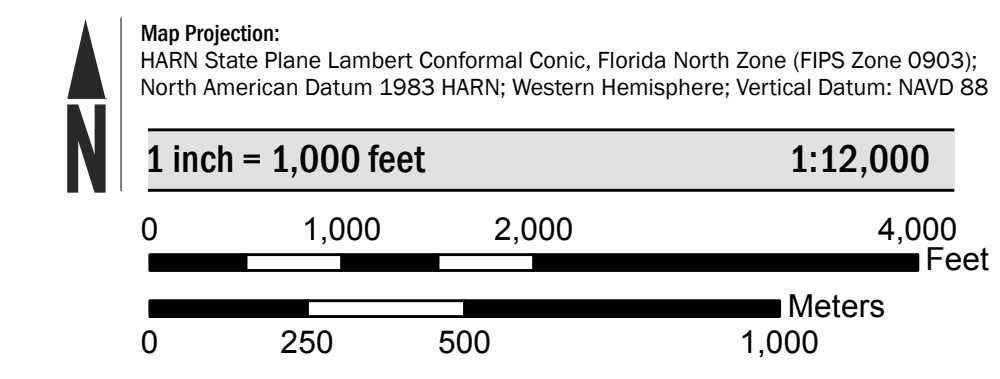 Map Projection:
HARN State Plane Lambert Conformal Conic, Florida North Zone (FIPS Zone 0903);
North American Datum 1983 HARN; Western Hemisphere; Vertical Datum: NAVD 88
N
1 inch = 1,000 feet 1:12,000
0 1,000 2,000 4,000
Feet
Meters
0 250 500 1,000